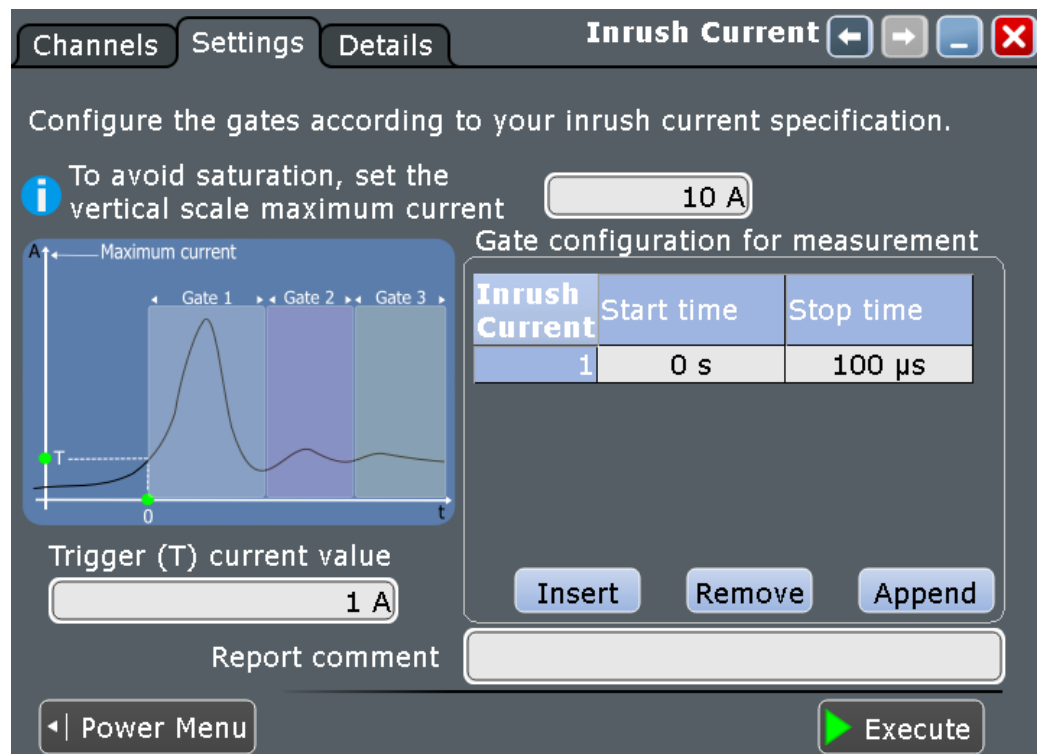 Channels Settings Details Inrush Current
Configure the gates according to your inrush current specification.
To avoid saturation, set the
vertical scale maximum current
10 A
A
Maximum current
Gate 1 Gate 2 Gate 3
T
0
t
Gate configuration for measurement
Inrush
Current
Start time Stop time
1 0 s 100 µs
Trigger (T) current value
1 A
Insert Remove Append
Report comment
Power Menu Execute